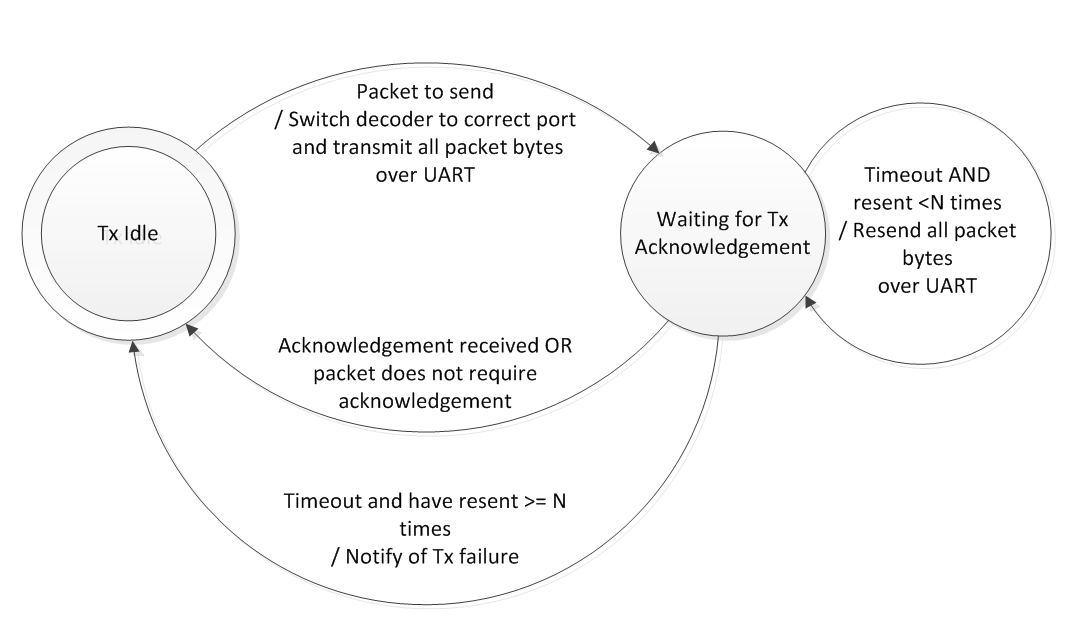 Packet to send
/ Switch decoder to correct port
and transmit all packet bytes
over UART
Tx Idle
Waiting for Tx
Acknowledgement
Timeout AND
resent <N times
/ Resend all packet
bytes
over UART
Acknowledgement received OR
packet does not require
acknowledgement
Timeout and have resent >= N
times
/ Notify of Tx failure